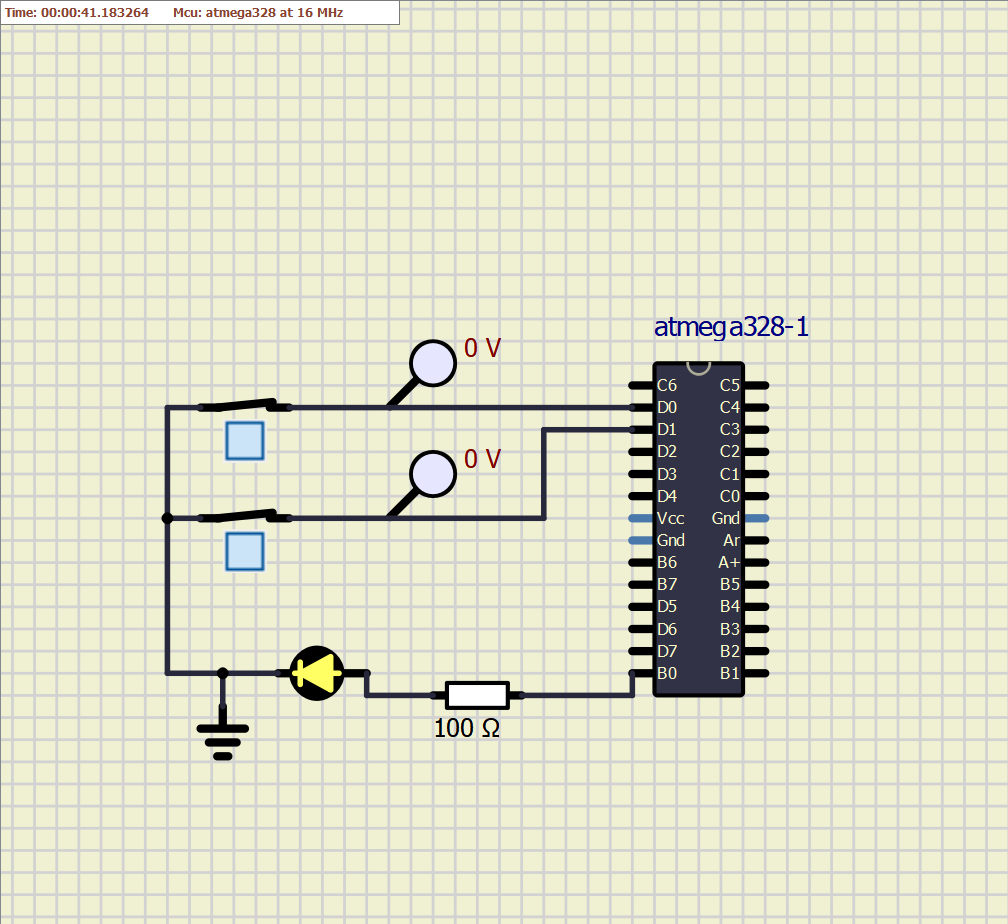 Time: 00:00:41.183264 Mcu: atmega328 at 16 MHz
atmega328-1
0 V
0 V
C6 C5
D0 C4
D1 C3
D2 C2
D3 C1
D4 C0
Vcc Gnd
Gnd Ar
B6 A+
B7 B5
D5 B4
D6 B3
D7 B2
B0 B1
100 Ω